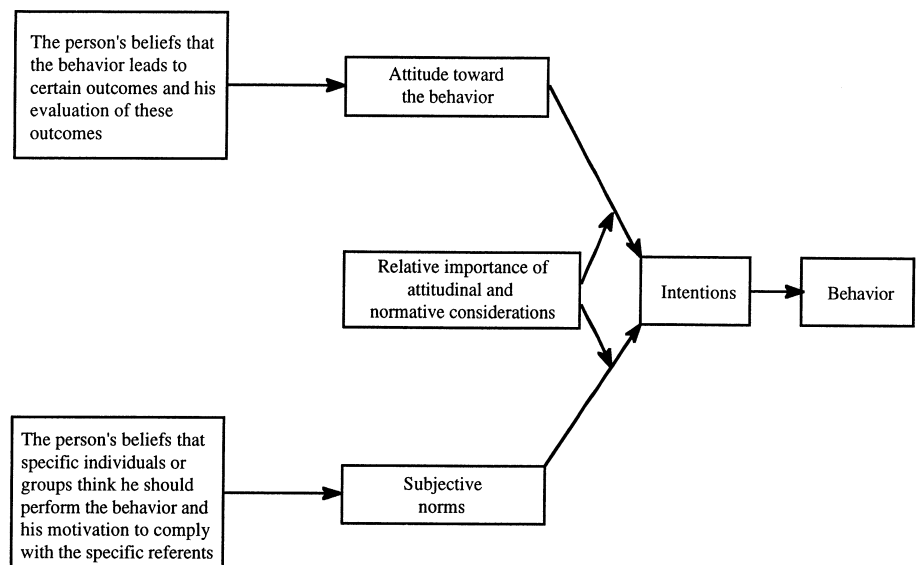 The person's beliefs that
the behavior leads to
certain outcomes and his
evaluation of these
outcomes
Attitude toward
the behavior
Relative importance of
attitudinal and
normative considerations
Intentions
Behavior
The person's beliefs that
specific individuals or
groups think he should
perform the behavior and
his motivation to comply
with the specific referents
Subjective
norms